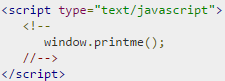 <script type="text/javascript">
<!--
window.printme();
//-->
</script>